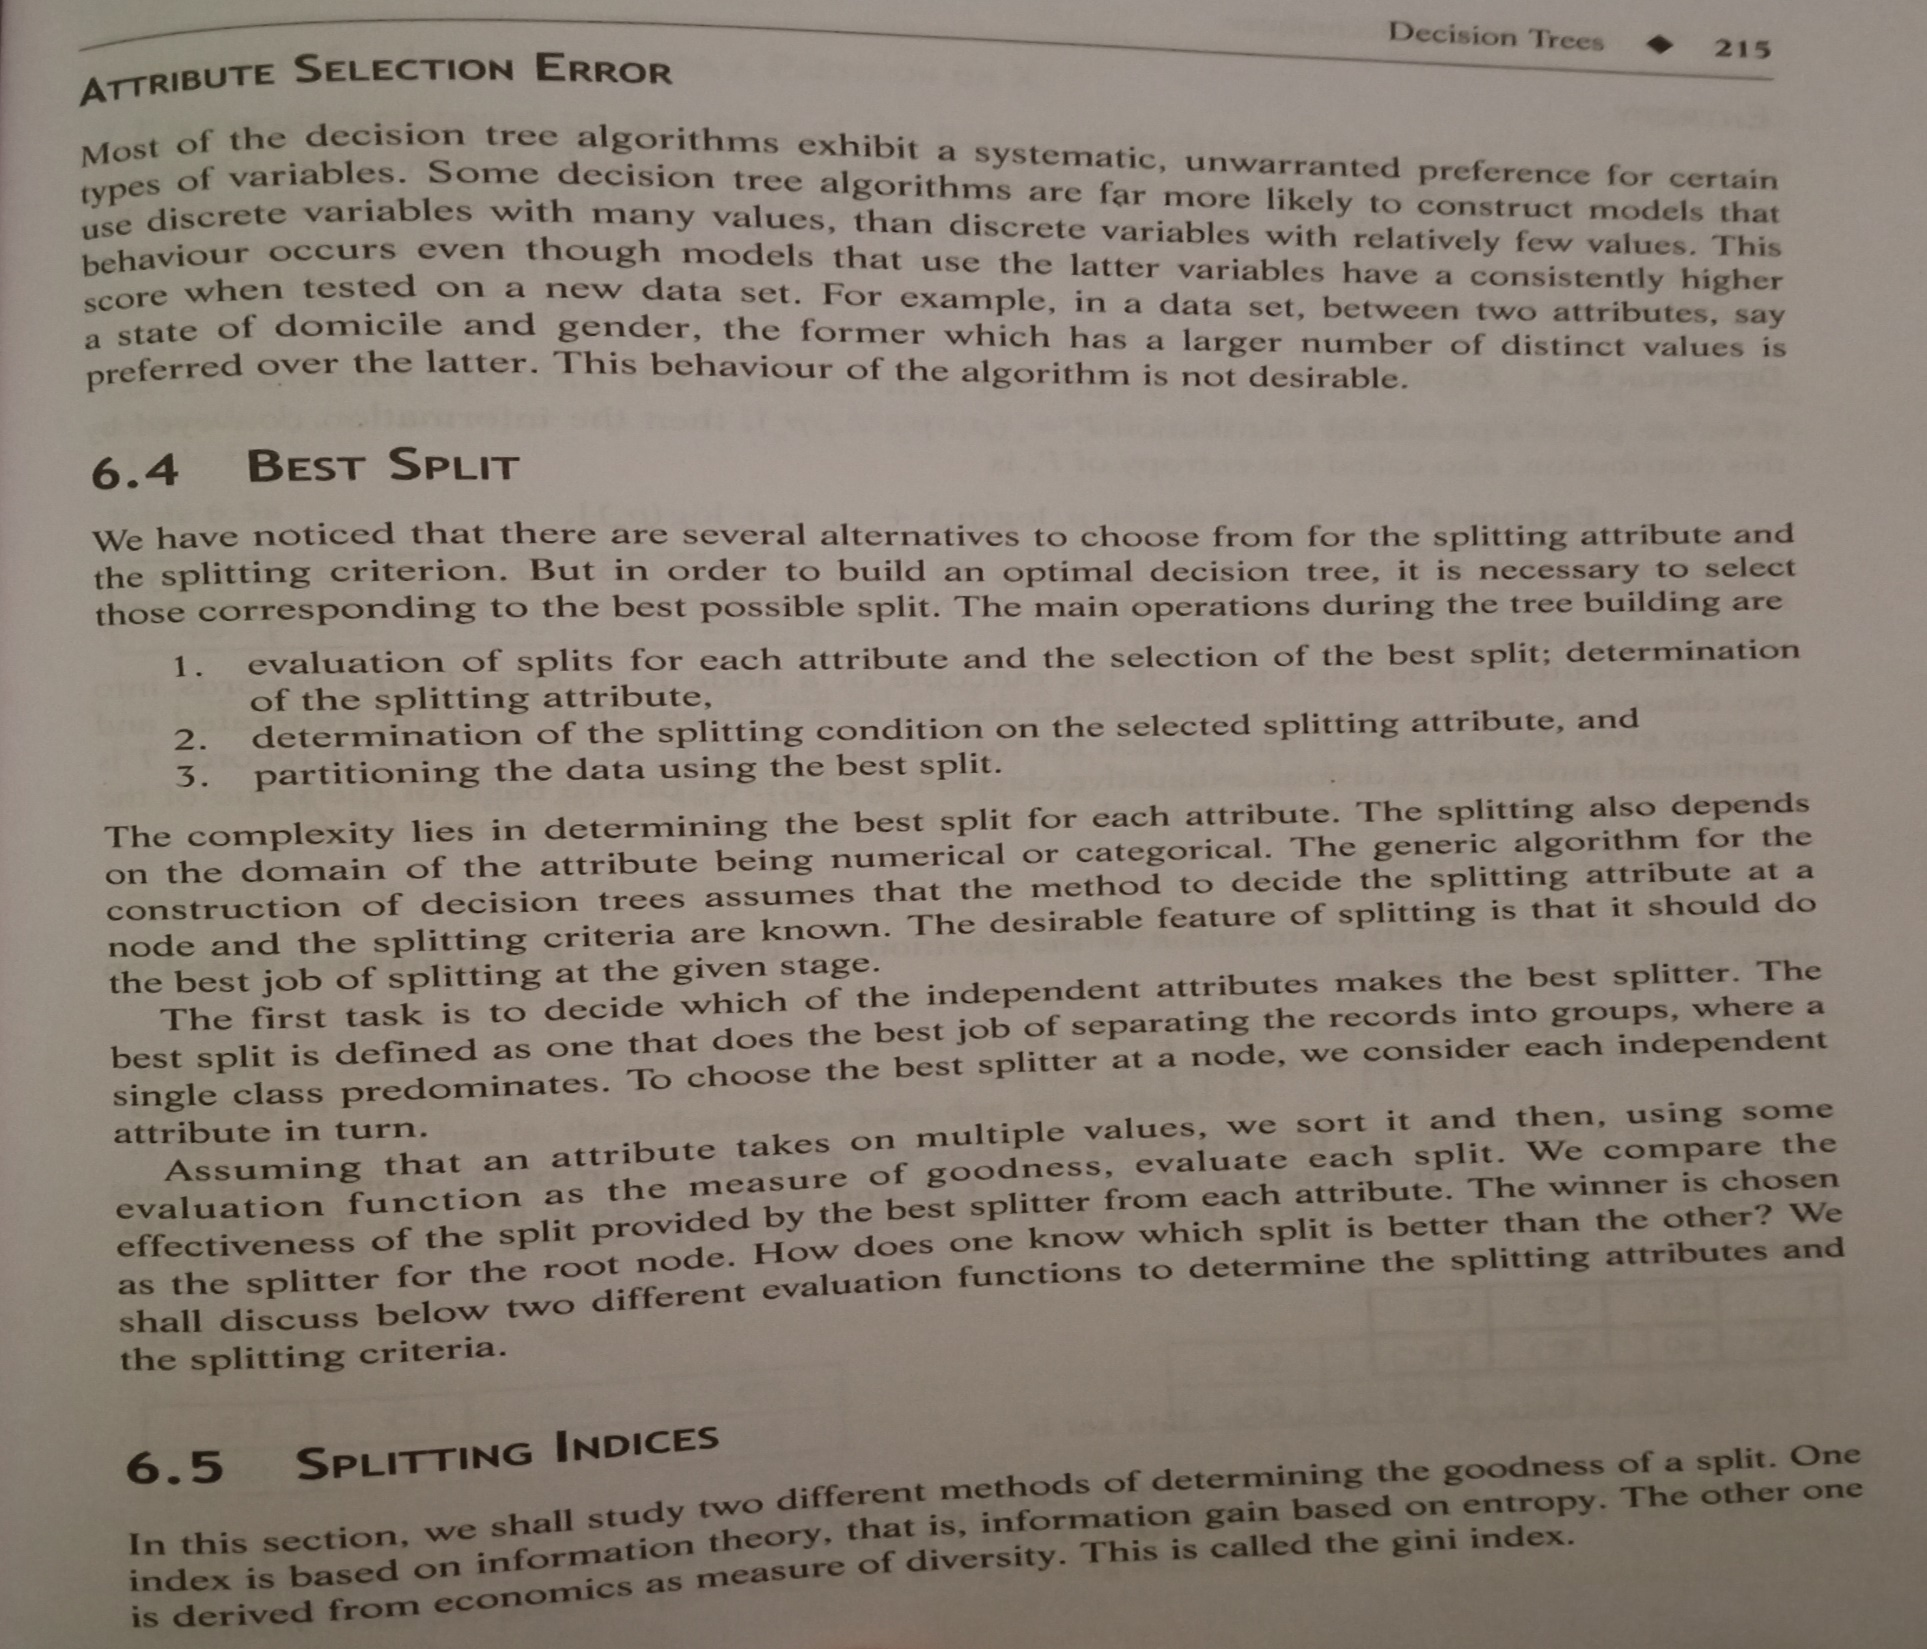 Decision Trees ◆ 215
ATTRIBUTE SELECTION ERROR
Most of the decision tree algorithms exhibit a systematic, unwarranted preference for certain
types of variables. Some decision tree algorithms are far more likely to construct models that
use discrete variables with many values, than discrete variables with relatively few values. This
behaviour occurs even though models that use the latter variables have a consistently higher
score when tested on a new data set. For example, in a data set, between two attributes, say
a state of domicile and gender, the former which has a larger number of distinct values is
preferred over the latter. This behaviour of the algorithm is not desirable.
6.4 BEST SPLIT
We have noticed that there are several alternatives to choose from for the splitting attribute and
the splitting criterion. But in order to build an optimal decision tree, it is necessary to select
those corresponding to the best possible split. The main operations during the tree building are
1. evaluation of splits for each attribute and the selection of the best split; determination
of the splitting attribute,
2. determination of the splitting condition on the selected splitting attribute, and
3. partitioning the data using the best split.
The complexity lies in determining the best split for each attribute. The splitting also depends
on the domain of the attribute being numerical or categorical. The generic algorithm for the
construction of decision trees assumes that the method to decide the splitting attribute at a
node and the splitting criteria are known. The desirable feature of splitting is that it should do
the best job of splitting at the given stage.
The first task is to decide which of the independent attributes makes the best splitter. The
best split is defined as one that does the best job of separating the records into groups, where a
single class predominates. To choose the best splitter at a node, we consider each independent
attribute in turn.
Assuming that an attribute takes on multiple values, we sort it and then, using some
evaluation function as the measure of goodness, evaluate each split. We compare the
effectiveness of the split provided by the best splitter from each attribute. The winner is chosen
as the splitter for the root node. How does one know which split is better than the other? We
shall discuss below two different evaluation functions to determine the splitting attributes and
the splitting criteria.
6.5 SPLITTING INDICES
In this section, we shall study two different methods of determining the goodness of a split. One
index is based on information theory, that is, information gain based on entropy. The other one
is derived from economics as measure of diversity. This is called the gini index.